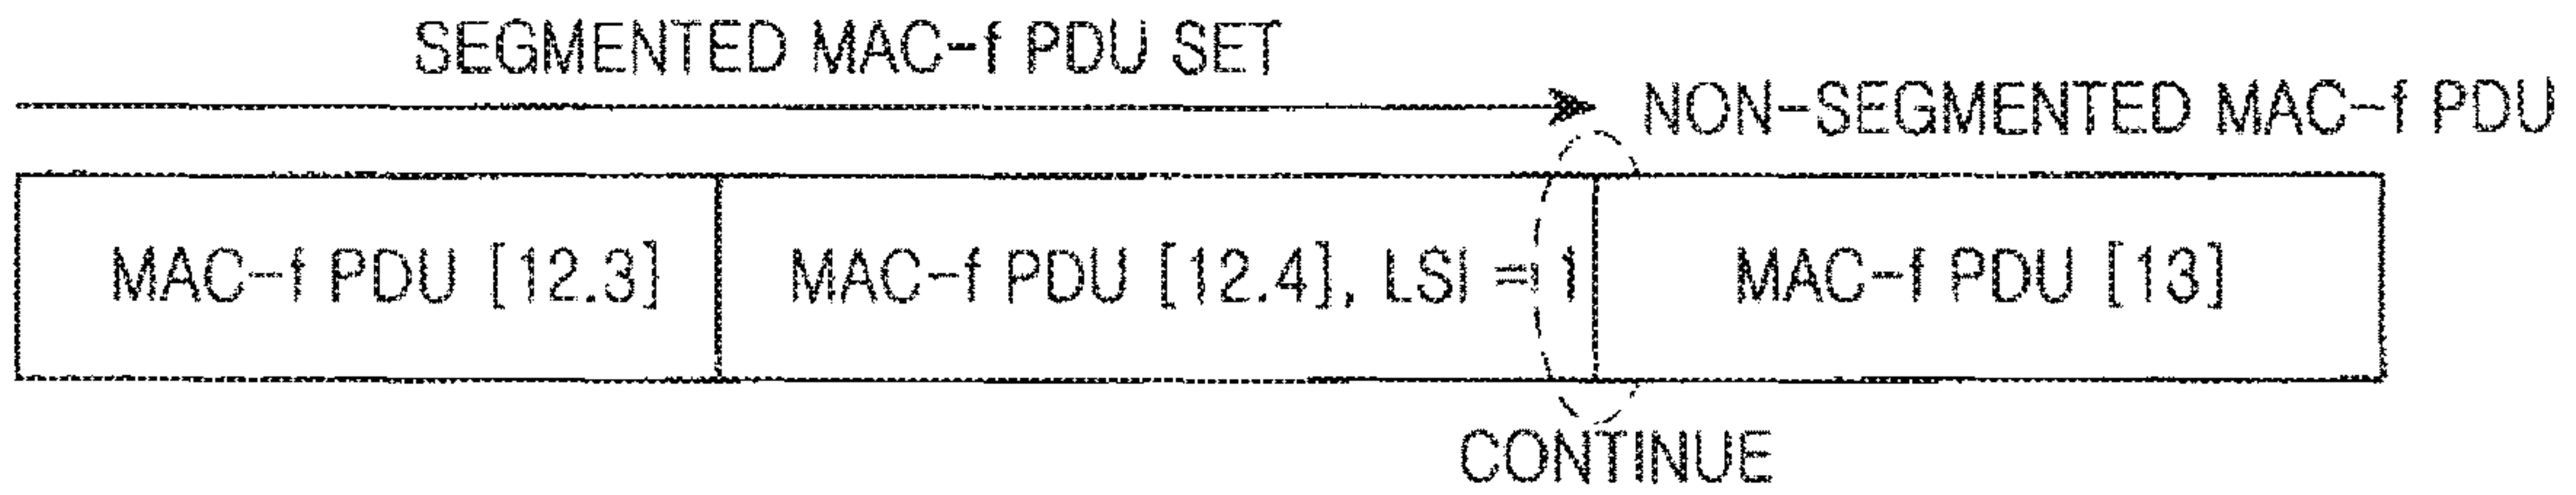 SEGMENTED MAC-f PDU SET
NON-SEGMENTED MAC-f PDU
MAC-f PDU [12.3]
MAC-f PDU [12.4], LSI = 1
MAC-f PDU [13]
CONTINUE